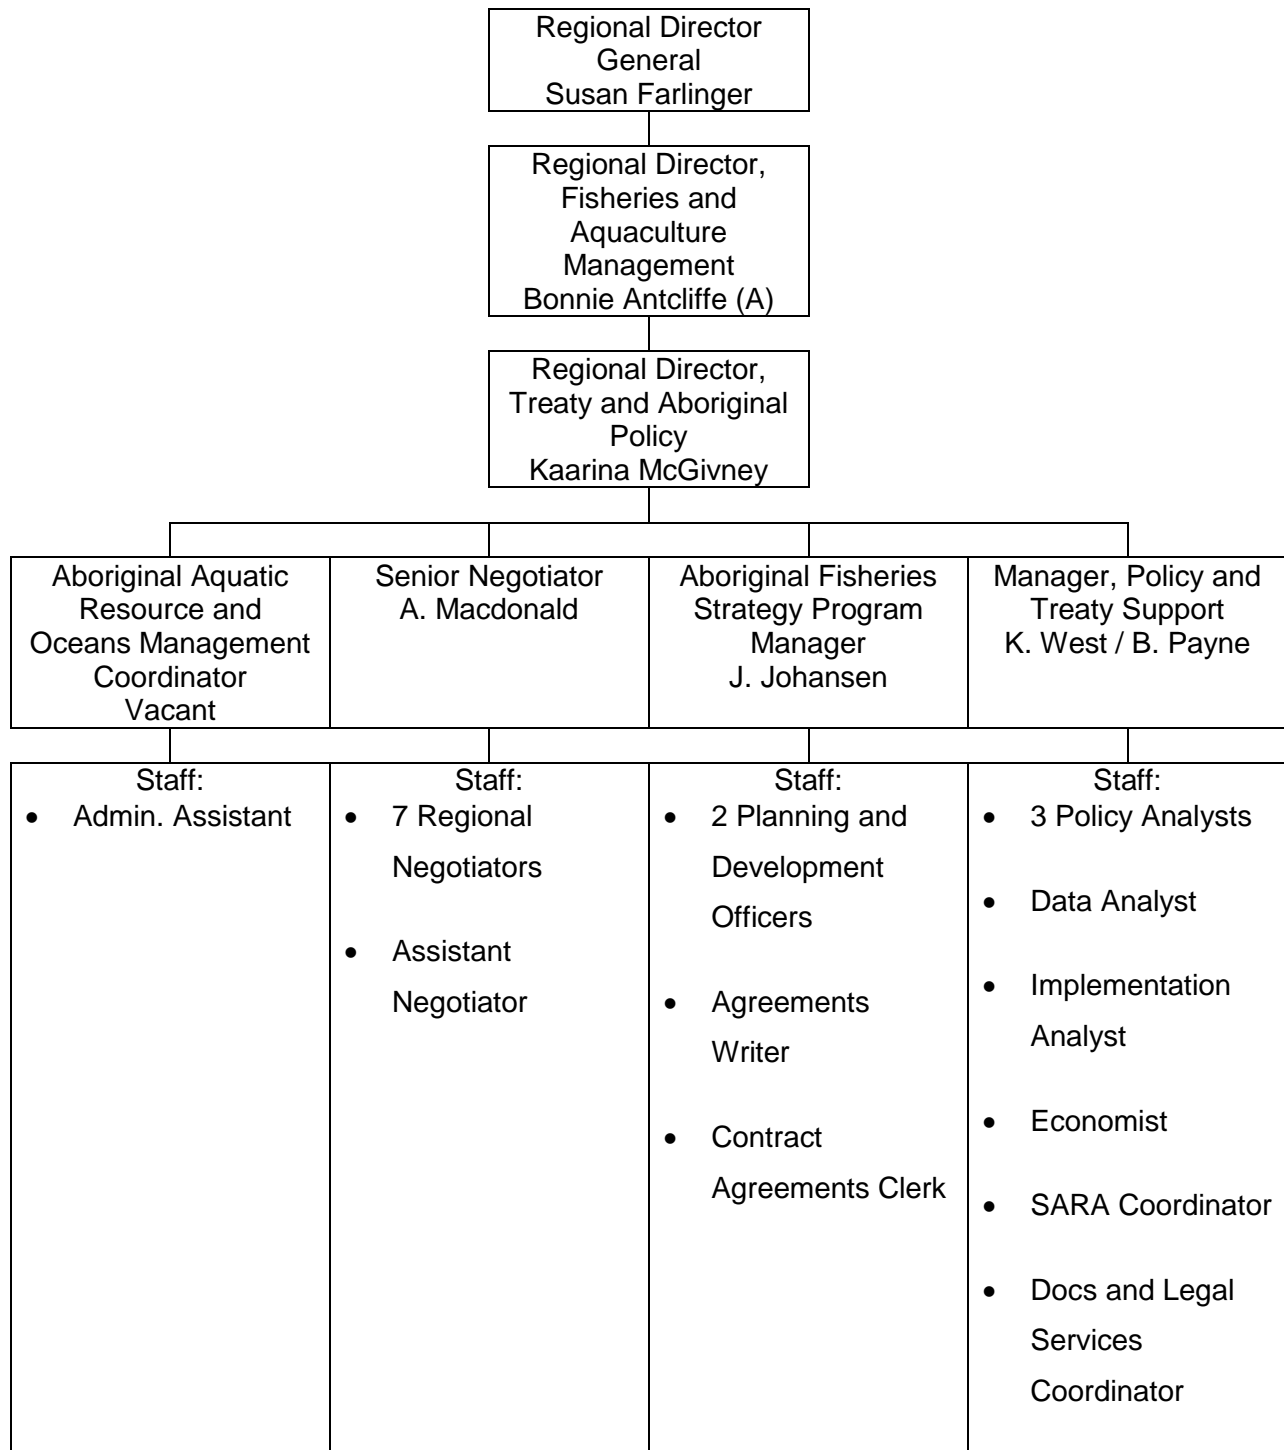 Regional Director
General
Susan Farlinger
Regional Director,
Fisheries and
Aquaculture
Management
Bonnie Antcliffe (A)
Regional Director,
Treaty and Aboriginal
Policy
Kaarina McGivney
Aboriginal Aquatic
Resource and
Oceans Management
Coordinator
Vacant
Senior Negotiator
A. Macdonald
Aboriginal Fisheries
Strategy Program
Manager
J. Johansen
Manager, Policy and
Treaty Support
K. West / B. Payne
Staff:
• Admin. Assistant
Staff:
• 7 Regional
Negotiators
• Assistant
Negotiator
Staff:
• 2 Planning and
Development
Officers
• Agreements
Writer
• Contract
Agreements Clerk
Staff:
• 3 Policy Analysts
• Data Analyst
• Implementation
Analyst
• Economist
• SARA Coordinator
• Docs and Legal
Services
Coordinator